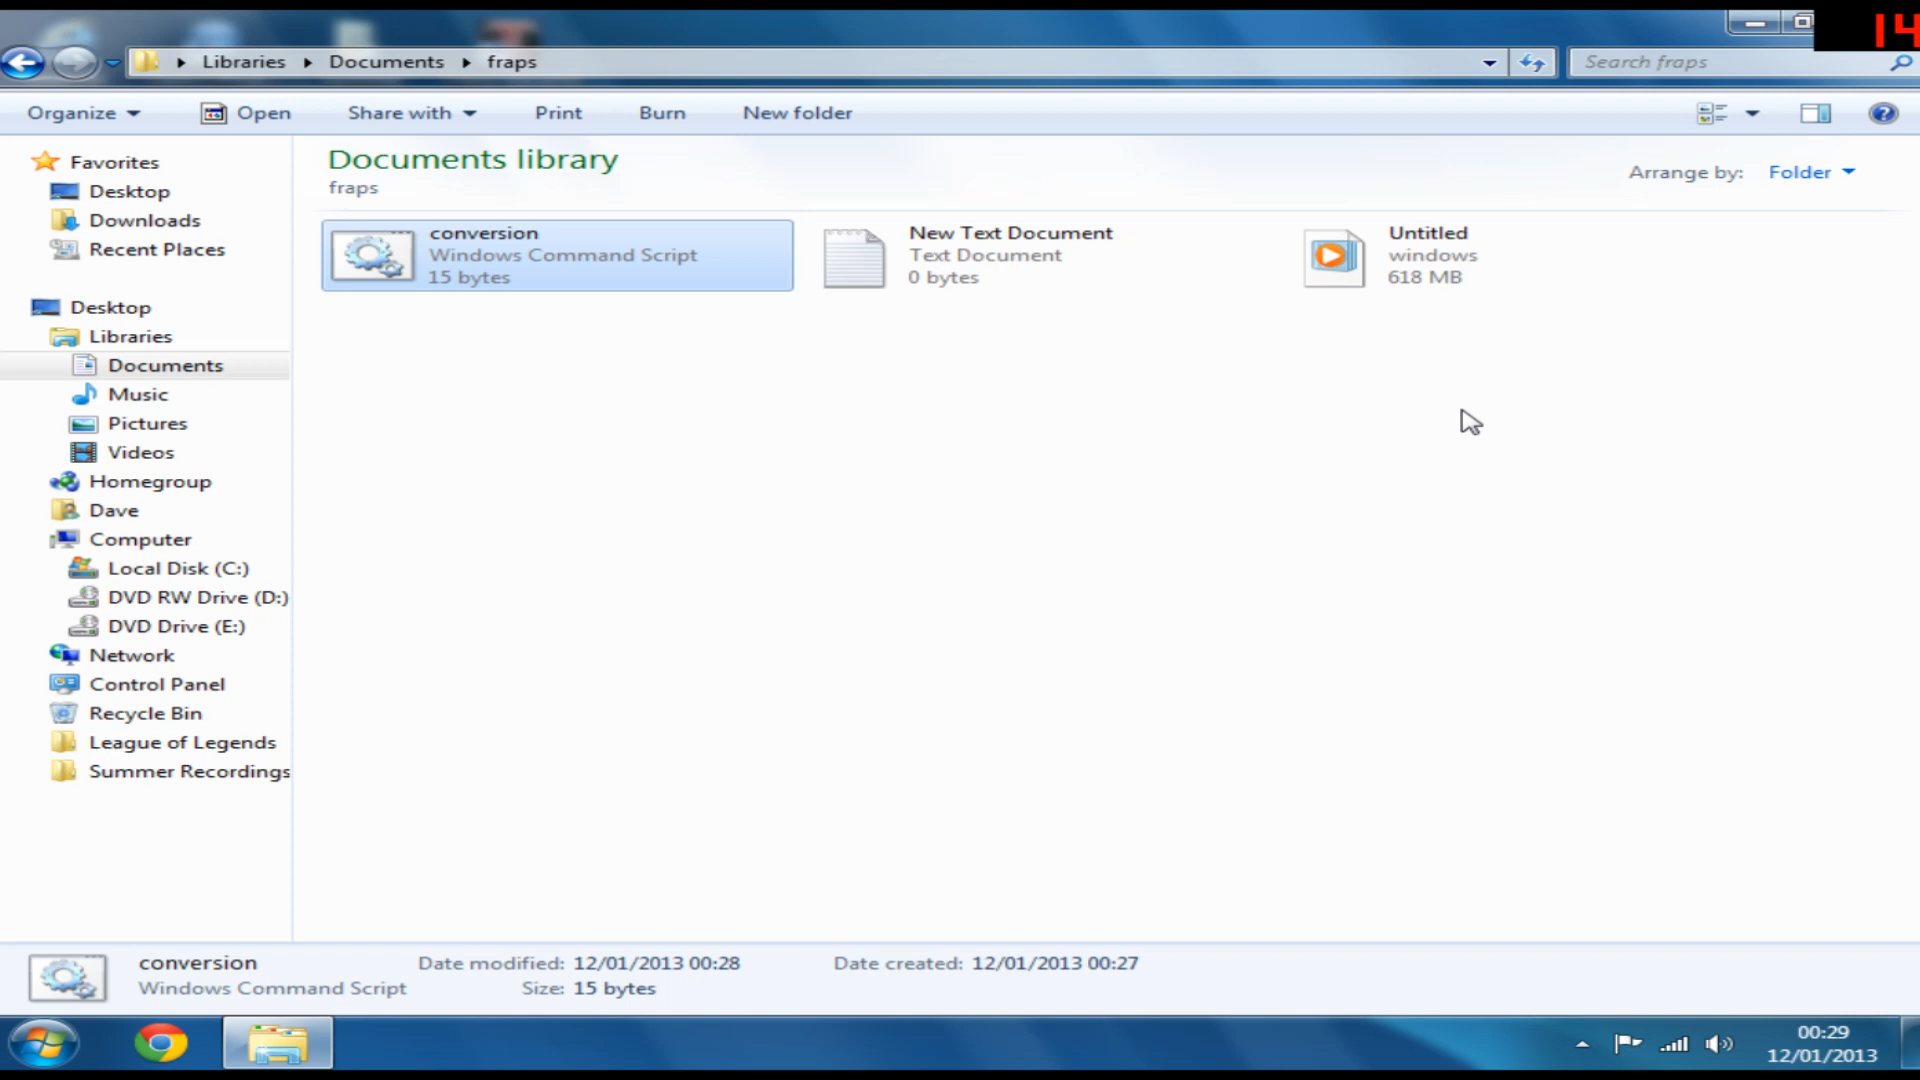 14
Libraries Documents fraps
Search fraps
Organize Open Share with Print Burn New folder
Documents library
fraps
Arrange by: Folder
Favorites
Desktop
Downloads
Recent Places
Desktop
Libraries
Documents
Music
Pictures
Videos
Homegroup
Dave
Computer
Local Disk (C:)
DVD RW Drive (D:)
DVD Drive (E:)
Network
Control Panel
Recycle Bin
League of Legends
Summer Recordings
conversion
Windows Command Script
15 bytes
New Text Document
Text Document
0 bytes
Untitled
windows
618 MB
conversion Date modified: 12/01/2013 00:28 Date created: 12/01/2013 00:27
Windows Command Script Size: 15 bytes
00:29
12/01/2013